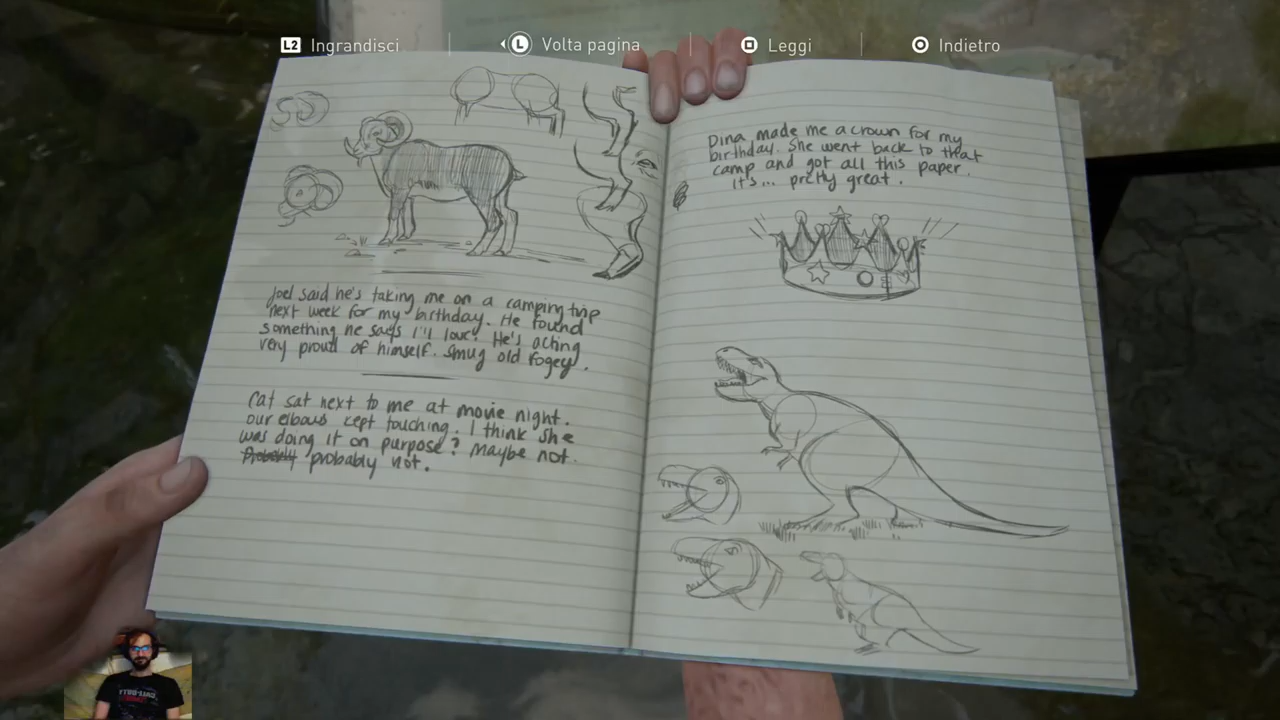 L2 Ingrandisci
L Volta pagina
Leggi
Indietro
Joel said he's taking me on a camping trip
next week for my birthday. He found
something he says I'll love. He's acting
very proud of himself. Smug old fogey.
Cat sat next to me at movie night.
our elbows kept touching. I think she
was doing it on purpose? Maybe not.
Probably probably not.
Dina made me a crown for my
birthday. She went back to that
camp and got all this paper.
It's... pretty great.